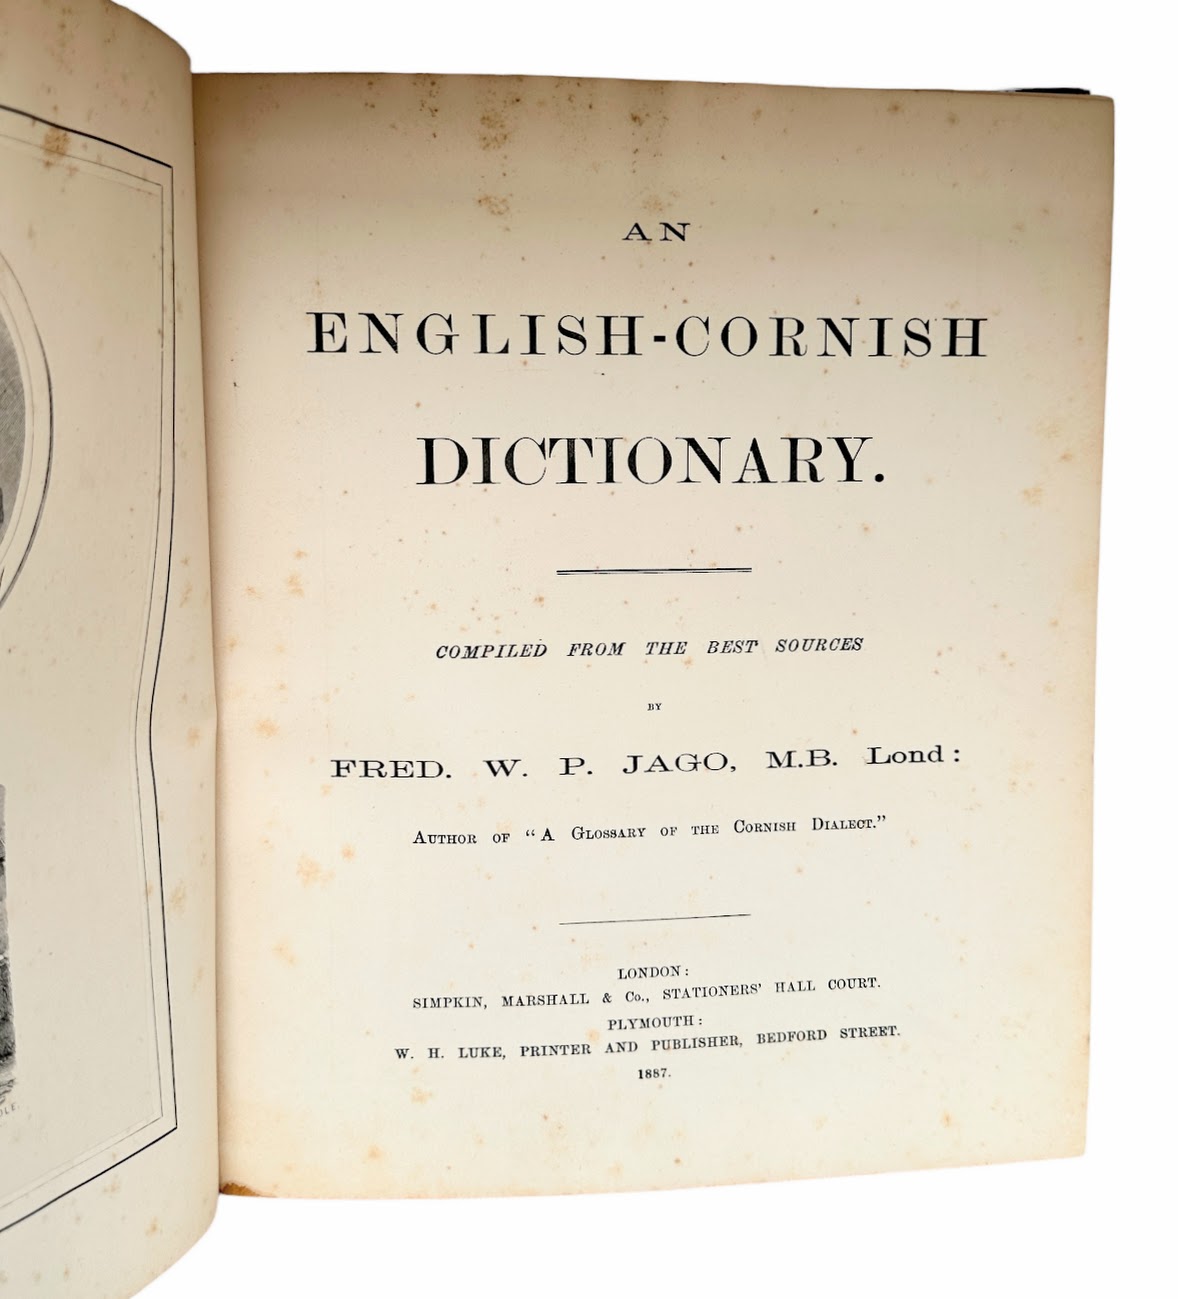 AN
ENGLISH-CORNISH
DICTIONARY.
COMPILED FROM THE BEST SOURCES
BY
FRED. W. P. JAGO, M.B. Lond:
AUTHOR OF "A GLOSSARY OF THE CORNISH DIALECT."
LONDON:
SIMPKIN, MARSHALL & Co., STATIONERS' HALL COURT.
PLYMOUTH:
W. H. LUKE, PRINTER AND PUBLISHER, BEDFORD STREET.
1887.